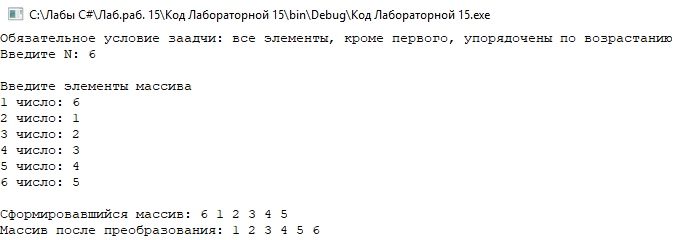 C:\Лабы C#\Лаб.раб. 15\Код Лабораторной 15\bin\Debug\Код Лабораторной 15.exe
Обязательное условие заадчи: все элементы, кроме первого, упорядочены по возрастанию
Введите N: 6
Введите элементы массива
1 число: 6
2 число: 1
3 число: 2
4 число: 3
5 число: 4
6 число: 5
Сформировавшийся массив: 6 1 2 3 4 5
Массив после преобразования: 1 2 3 4 5 6